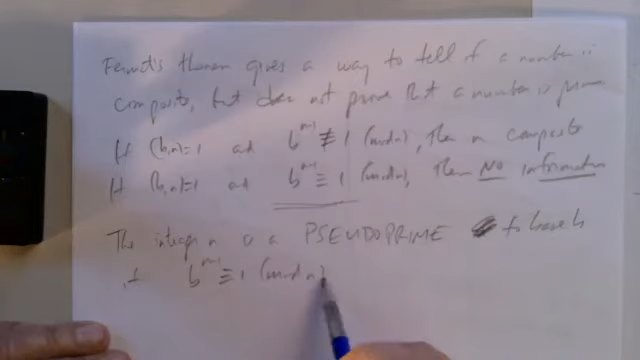 Fermat's theorem gives a way to tell if a number is
composite, but does not prove that a number is prime
If (b,n)=1 and b^{n-1} ≢ 1 (mod n), then n composite
If (b,n)=1 and b^{n-1} ≡ 1 (mod n), then NO information
The integer n is a PSEUDOPRIME to base b
if b^{n-1} ≡ 1 (mod n)